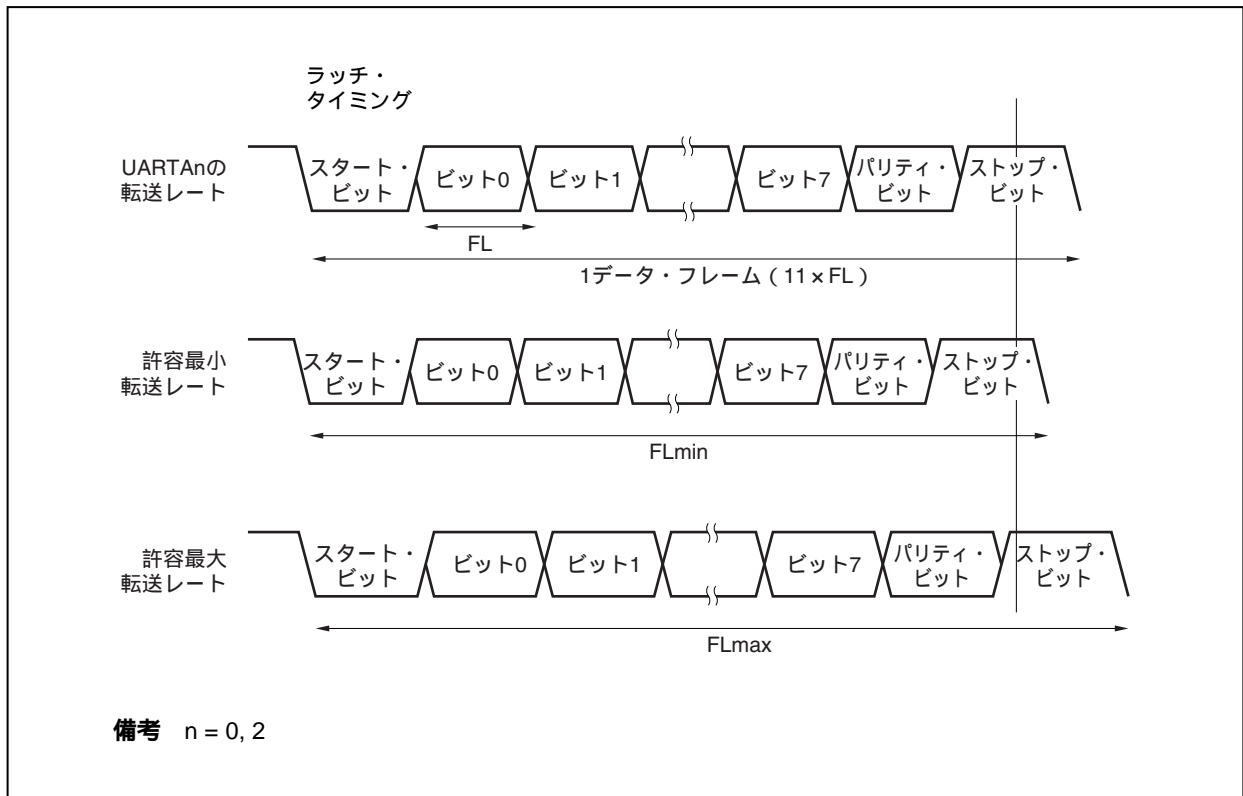 ラッチ・
タイミング
UARTAnの
転送レート
スタート・
ビット
ビット0
ビット1
ビット7
パリティ・
ビット
ストップ・
ビット
FL
1データ・フレーム（11×FL）
許容最小
転送レート
スタート・
ビット
ビット0
ビット1
ビット7
パリティ・
ビット
ストップ・
ビット
FLmin
許容最大
転送レート
スタート・
ビット
ビット0
ビット1
ビット7
パリティ・
ビット
ストップ・
ビット
FLmax
備考 n = 0, 2